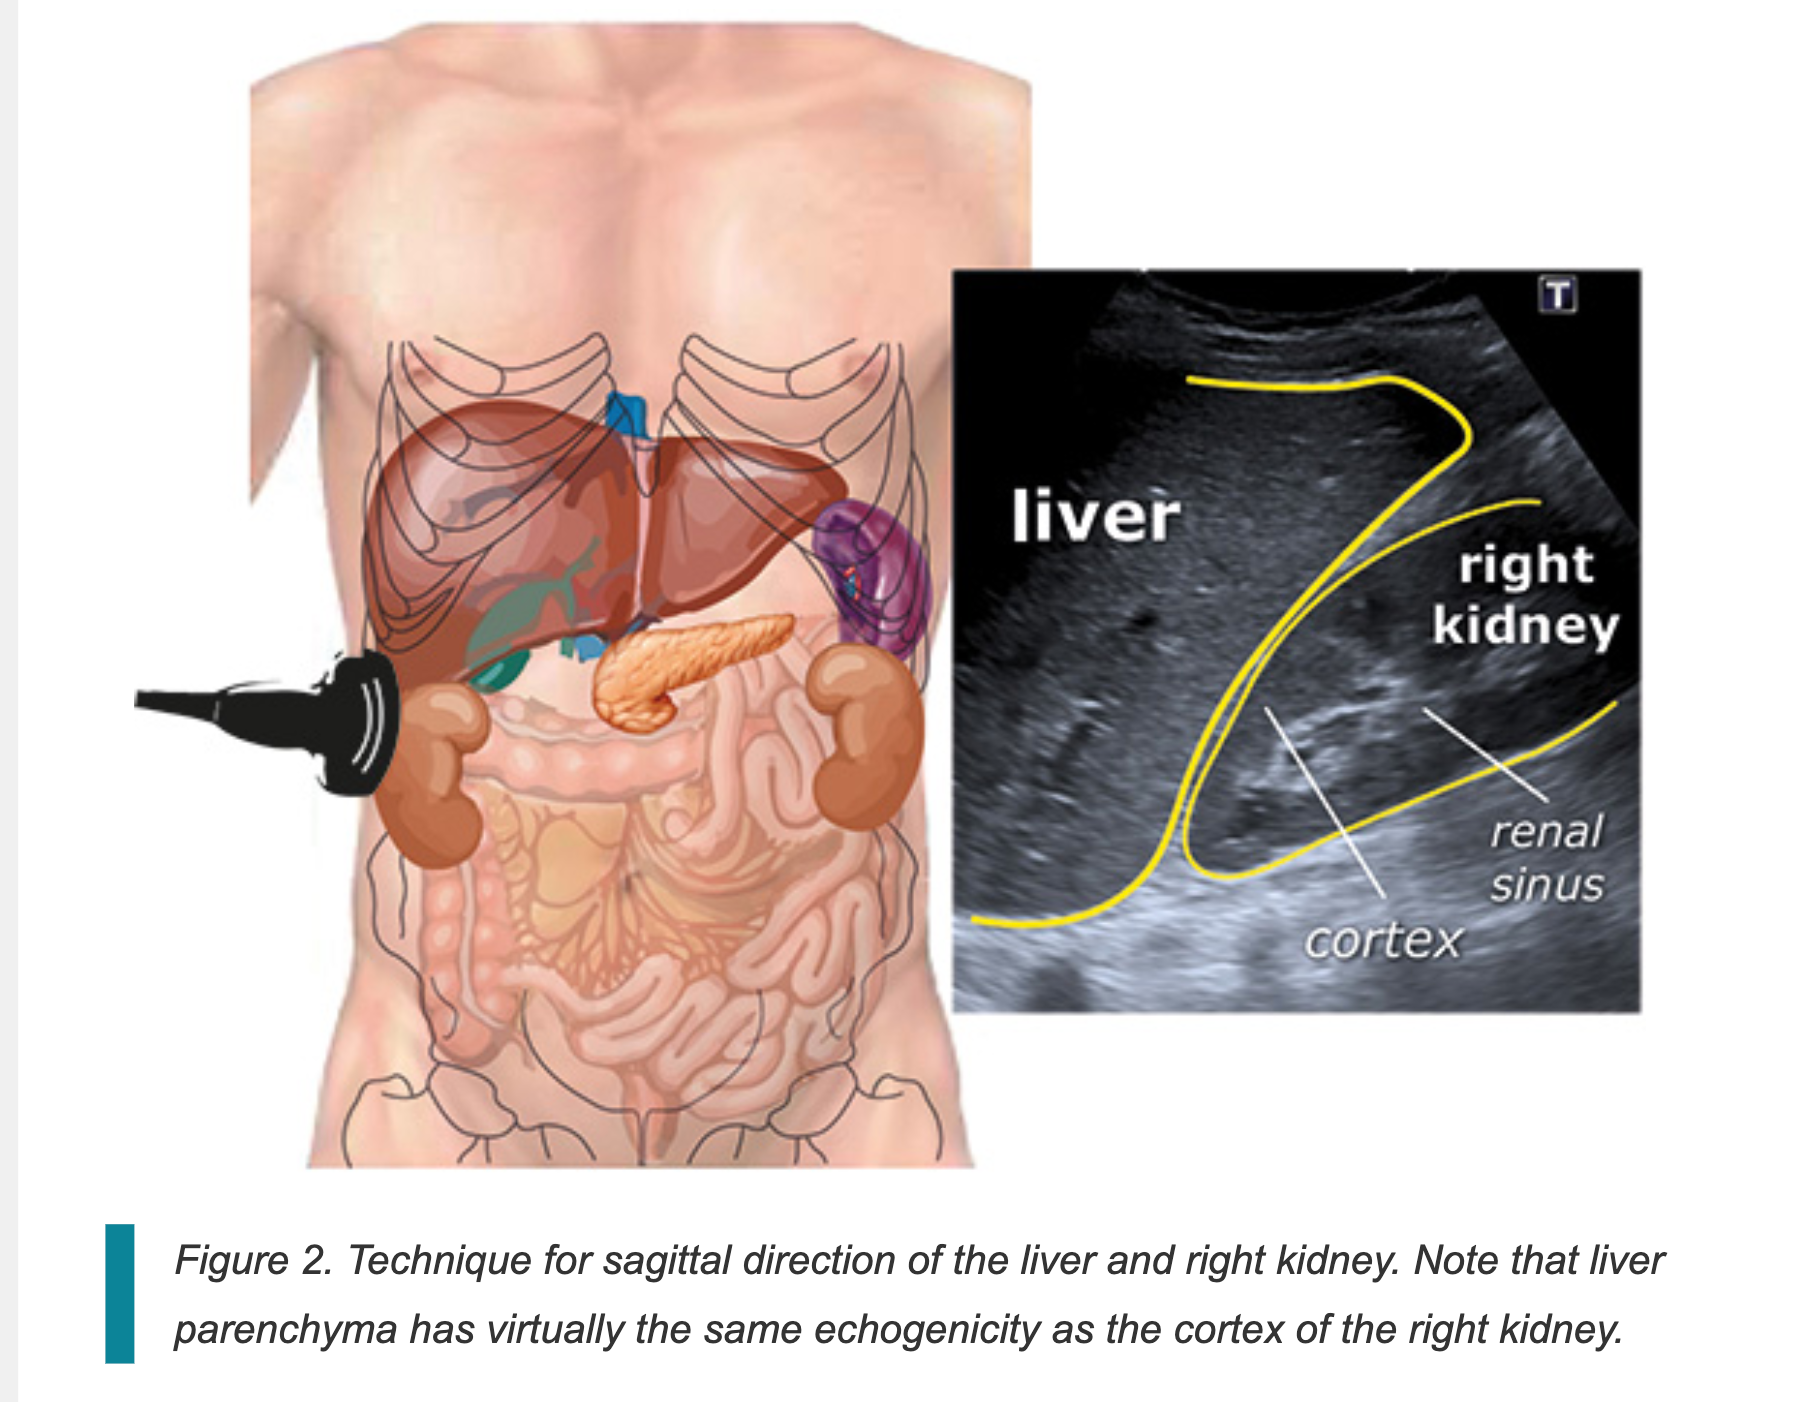 T
liver
right
kidney
renal
sinus
cortex
Figure 2. Technique for sagittal direction of the liver and right kidney. Note that liver
parenchyma has virtually the same echogenicity as the cortex of the right kidney.